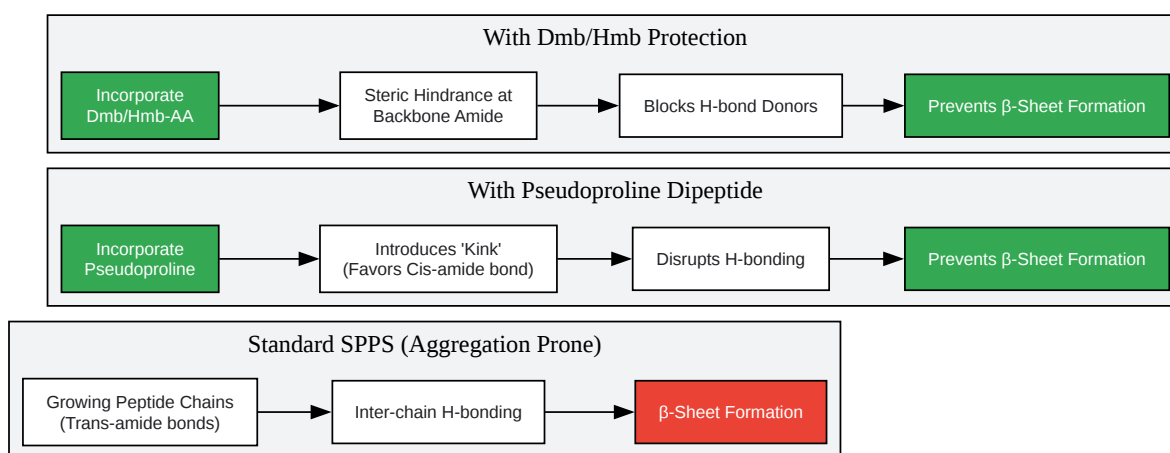 With Dmb/Hmb Protection
Incorporate
Dmb/Hmb-AA
Steric Hindrance at
Backbone Amide
Blocks H-bond Donors
Prevents β-Sheet Formation
With Pseudoproline Dipeptide
Incorporate
Pseudoproline
Introduces 'Kink'
(Favors Cis-amide bond)
Disrupts H-bonding
Prevents β-Sheet Formation
Standard SPPS (Aggregation Prone)
Growing Peptide Chains
(Trans-amide bonds)
Inter-chain H-bonding
β-Sheet Formation